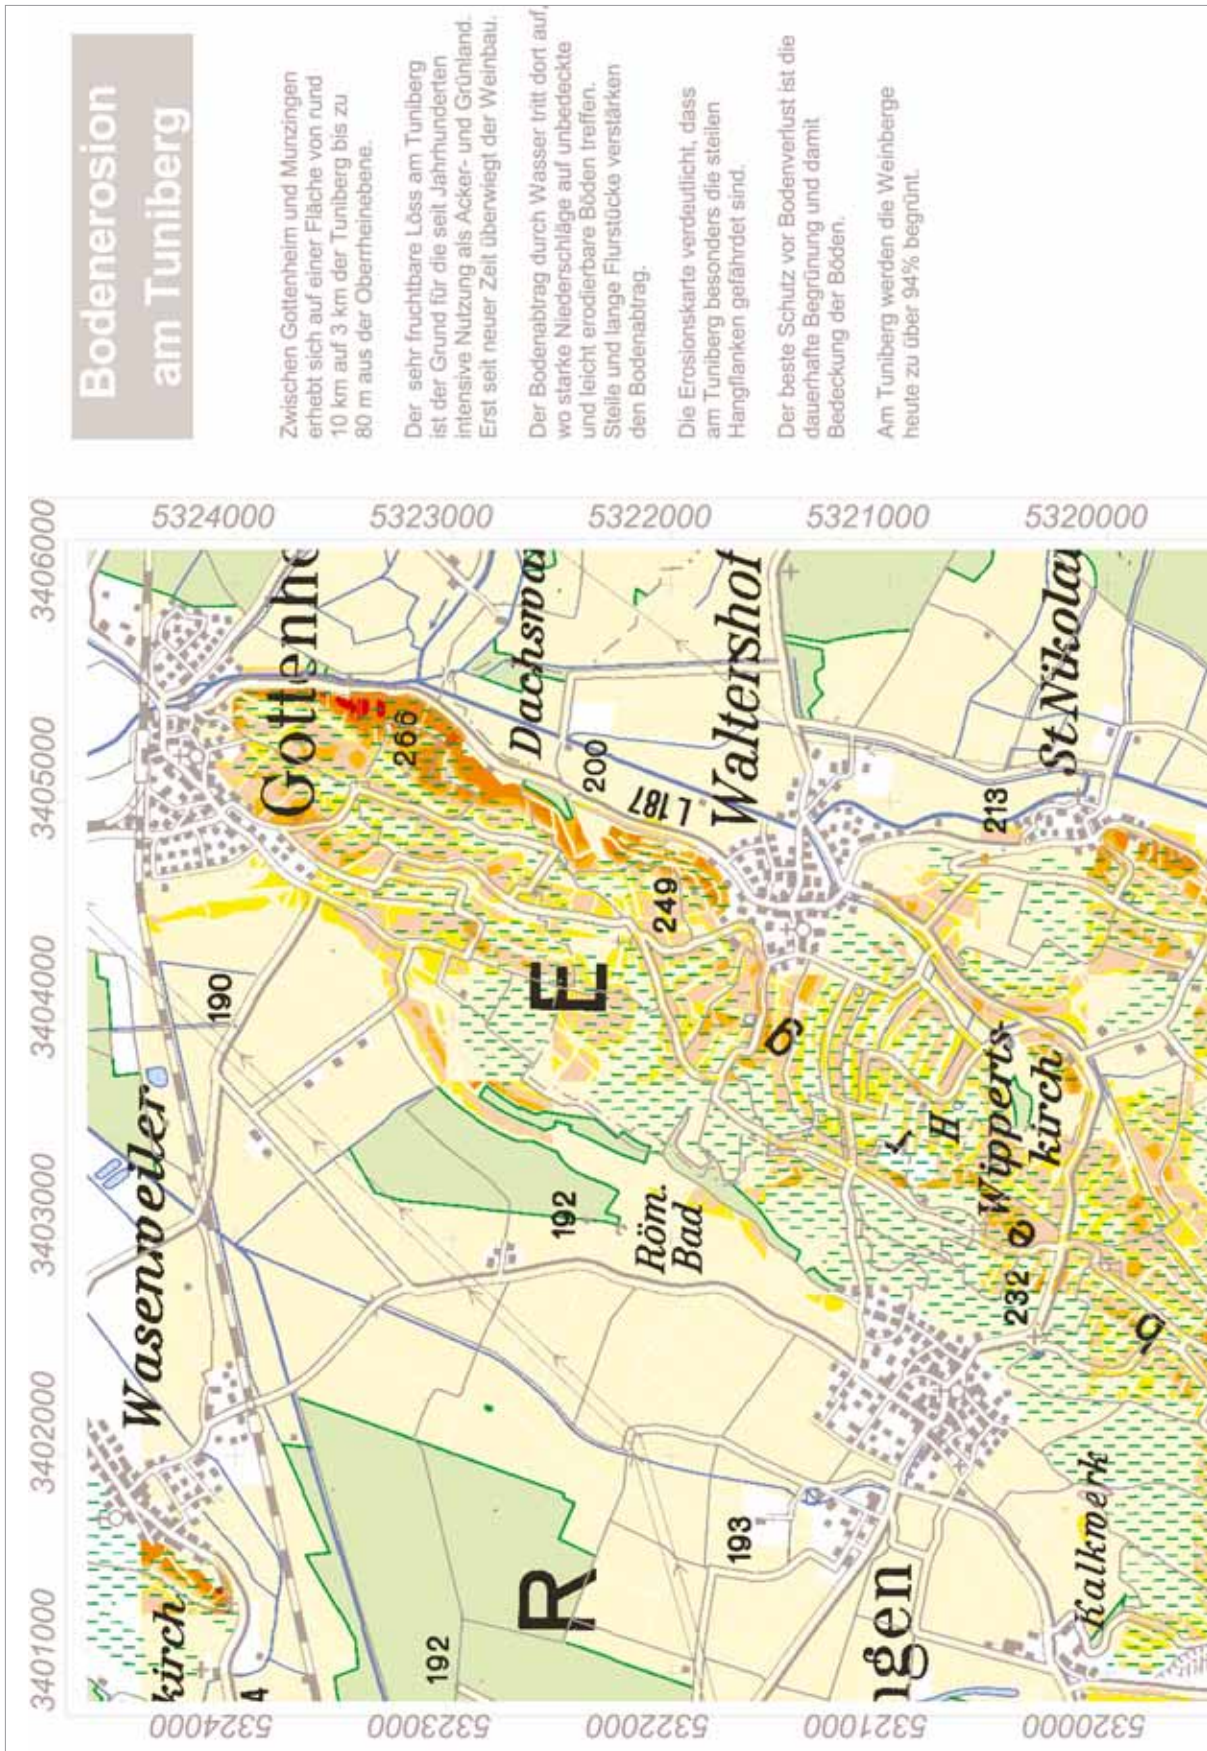 Bodenerosion
am Tuniberg
Zwischen Gottenheim und Munzingen
erhebt sich auf einer Fläche von rund
10 km auf 3 km der Tuniberg bis zu
80 m aus der Oberrheinebene.
Der sehr fruchtbare Löss am Tuniberg
ist der Grund für die seit Jahrhunderten
intensive Nutzung als Acker- und Grünland.
Erst seit neuer Zeit überwiegt der Weinbau.
Der Bodenabtrag durch Wasser tritt dort auf,
wo starke Niederschläge auf unbedeckte
und leicht erodierbare Böden treffen.
Steile und lange Flurstücke verstärken
den Bodenabtrag.
Die Erosionskarte verdeutlicht, dass
am Tuniberg besonders die steilen
Hangflanken gefährdet sind.
Der beste Schutz vor Bodenverlust ist die
dauerhafte Begrünung und damit
Bedeckung der Böden.
Am Tuniberg werden die Weinberge
heute zu über 94% begrünt.
3401000 3402000 3403000 3404000 3405000 3406000
5324000
5323000
5322000
5321000
5320000
5324000
5323000
5322000
5321000
5320000
Wasenweiler
kirch
4
190
Gottenhe
266
192
192
R
E
Dachswa
200
L 187
Röm.
Bad
249
Waltershof
193
g
ngen
T
H
Wipperts-
kirch
213
St.Nikolau
232
e
b
Kalkwerk